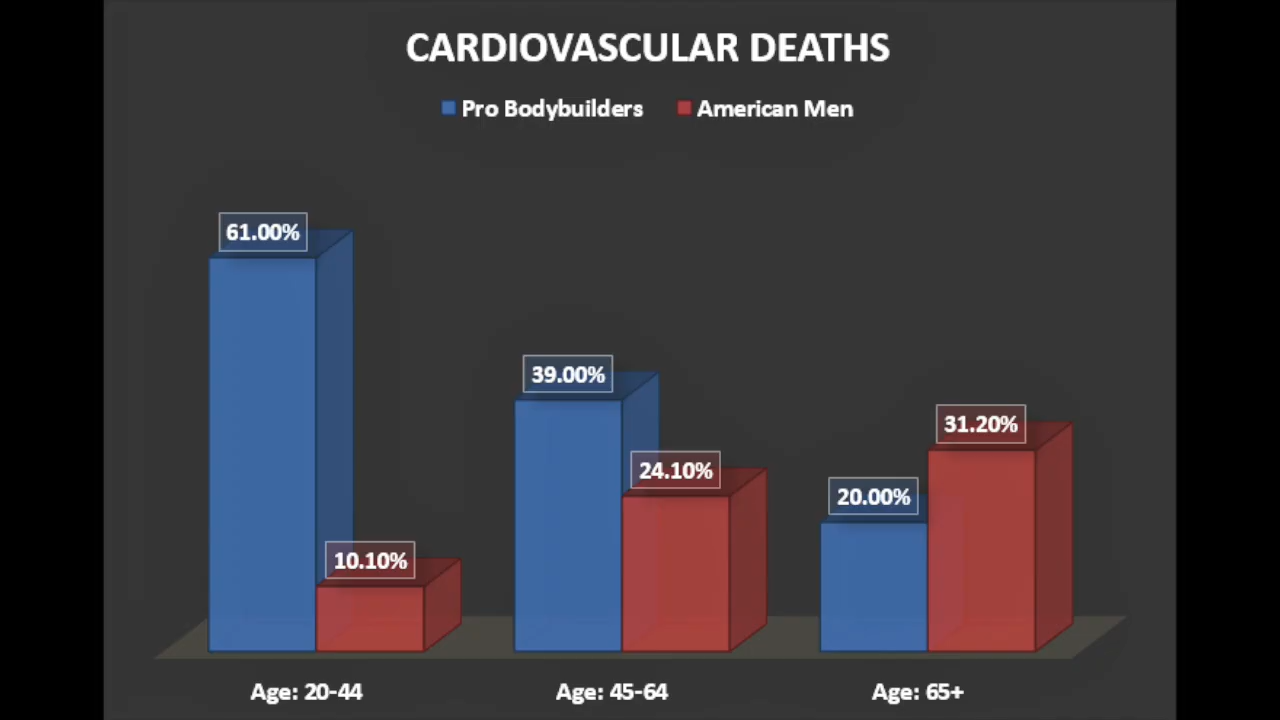 CARDIOVASCULAR DEATHS
Pro Bodybuilders American Men
61.00%
10.10%
39.00%
24.10%
20.00%
31.20%
Age: 20-44 Age: 45-64 Age: 65+